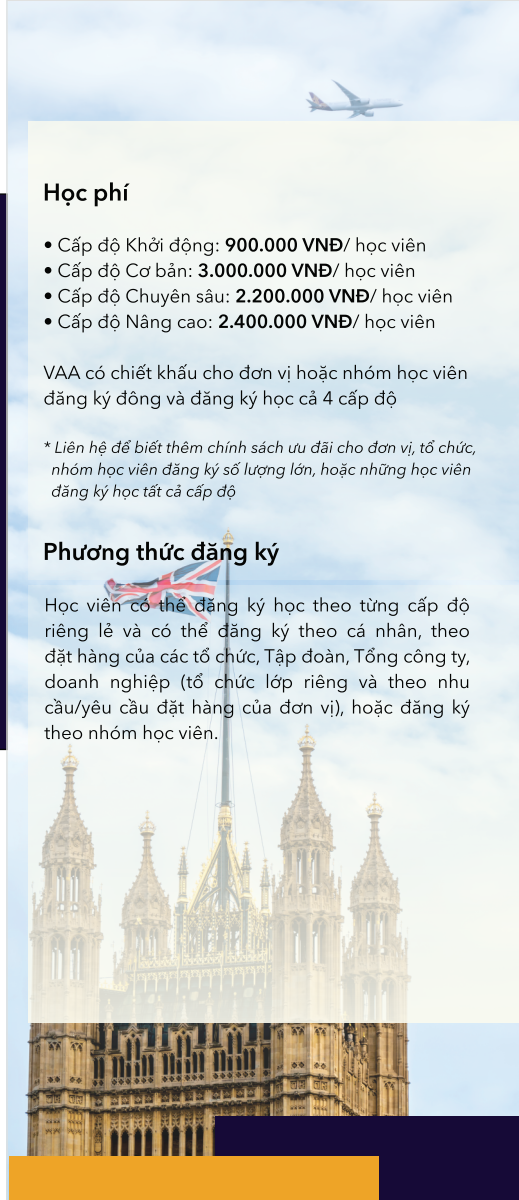 Học phí
• Cấp độ Khởi động: 900.000 VNĐ/ học viên
• Cấp độ Cơ bản: 3.000.000 VNĐ/ học viên
• Cấp độ Chuyên sâu: 2.200.000 VNĐ/ học viên
• Cấp độ Nâng cao: 2.400.000 VNĐ/ học viên
VAA có chiết khấu cho đơn vị hoặc nhóm học viên
đăng ký đông và đăng ký học cả 4 cấp độ
* Liên hệ để biết thêm chính sách ưu đãi cho đơn vị, tổ chức,
nhóm học viên đăng ký số lượng lớn, hoặc những học viên
đăng ký học tất cả cấp độ
Phương thức đăng ký
Học viên có thể đăng ký học theo từng cấp độ
riêng lẻ và có thể đăng ký theo cá nhân, theo
đặt hàng của các tổ chức, Tập đoàn, Tổng công ty,
doanh nghiệp (tổ chức lớp riêng và theo nhu
cầu/yêu cầu đặt hàng của đơn vị), hoặc đăng ký
theo nhóm học viên.